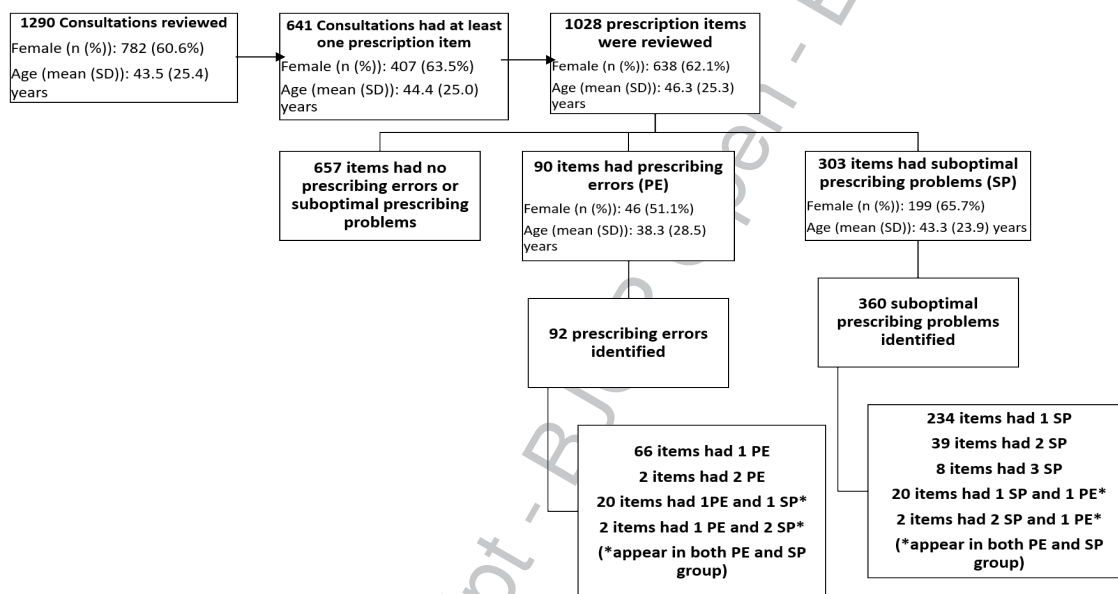 1290 Consultations reviewed
Female (n (%)): 782 (60.6%)
Age (mean (SD)): 43.5 (25.4)
years
641 Consultations had at least
one prescription item
Female (n (%)): 407 (63.5%)
Age (mean (SD)): 44.4 (25.0)
years
1028 prescription items
were reviewed
Female (n (%)): 638 (62.1%)
Age (mean (SD)): 46.3 (25.3)
years
657 items had no
prescribing errors or
suboptimal prescribing
problems
90 items had prescribing
errors (PE)
Female (n (%)): 46 (51.1%)
Age (mean (SD)): 38.3 (28.5)
years
303 items had suboptimal
prescribing problems (SP)
Female (n (%)): 199 (65.7%)
Age (mean (SD)): 43.3 (23.9) years
92 prescribing errors
identified
360 suboptimal
prescribing problems
identified
66 items had 1 PE
2 items had 2 PE
20 items had 1PE and 1 SP*
2 items had 1 PE and 2 SP*
(*appear in both PE and SP
group)
234 items had 1 SP
39 items had 2 SP
8 items had 3 SP
20 items had 1 SP and 1 PE*
2 items had 2 SP and 1 PE*
(*appear in both PE and SP
group)